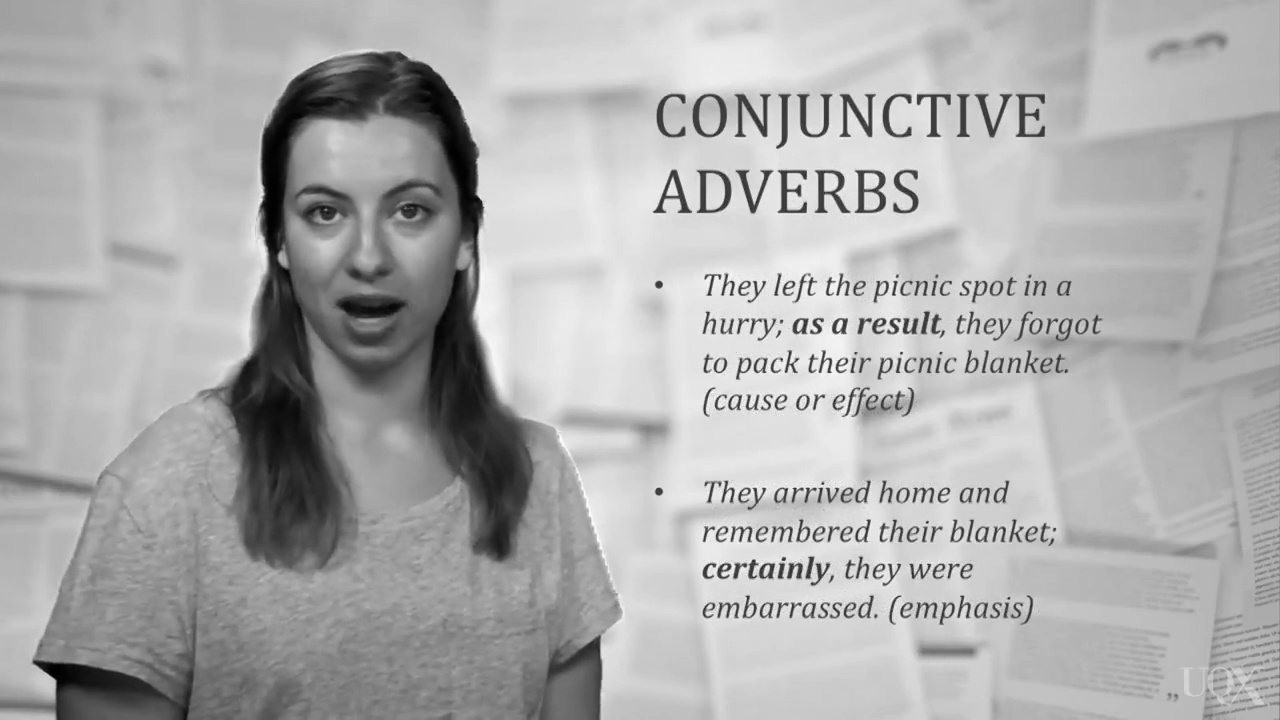 CONJUNCTIVE
ADVERBS
• They left the picnic spot in a
hurry; as a result, they forgot
to pack their picnic blanket.
(cause or effect)
• They arrived home and
remembered their blanket;
certainly, they were
embarrassed. (emphasis)
UQX